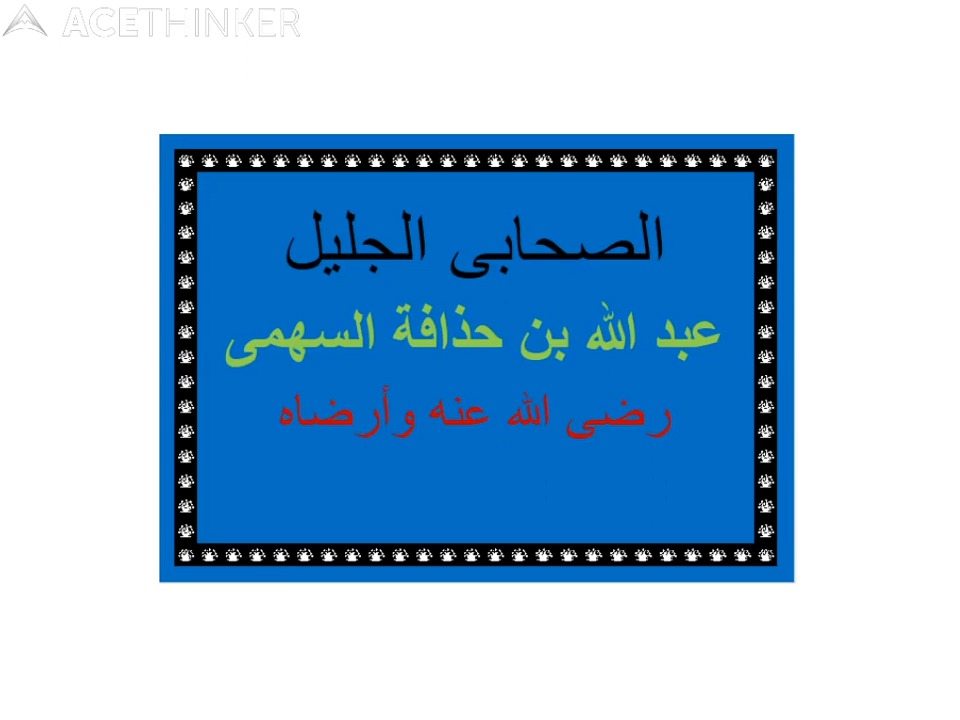 ACETHINKER
الصحابى الجليل
عبد الله بن حذافة السهمى
رضى الله عنه وأرضاه